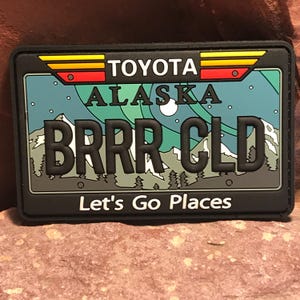 TOYOTA
ALASKA
BRRR CLD
Let's Go Places